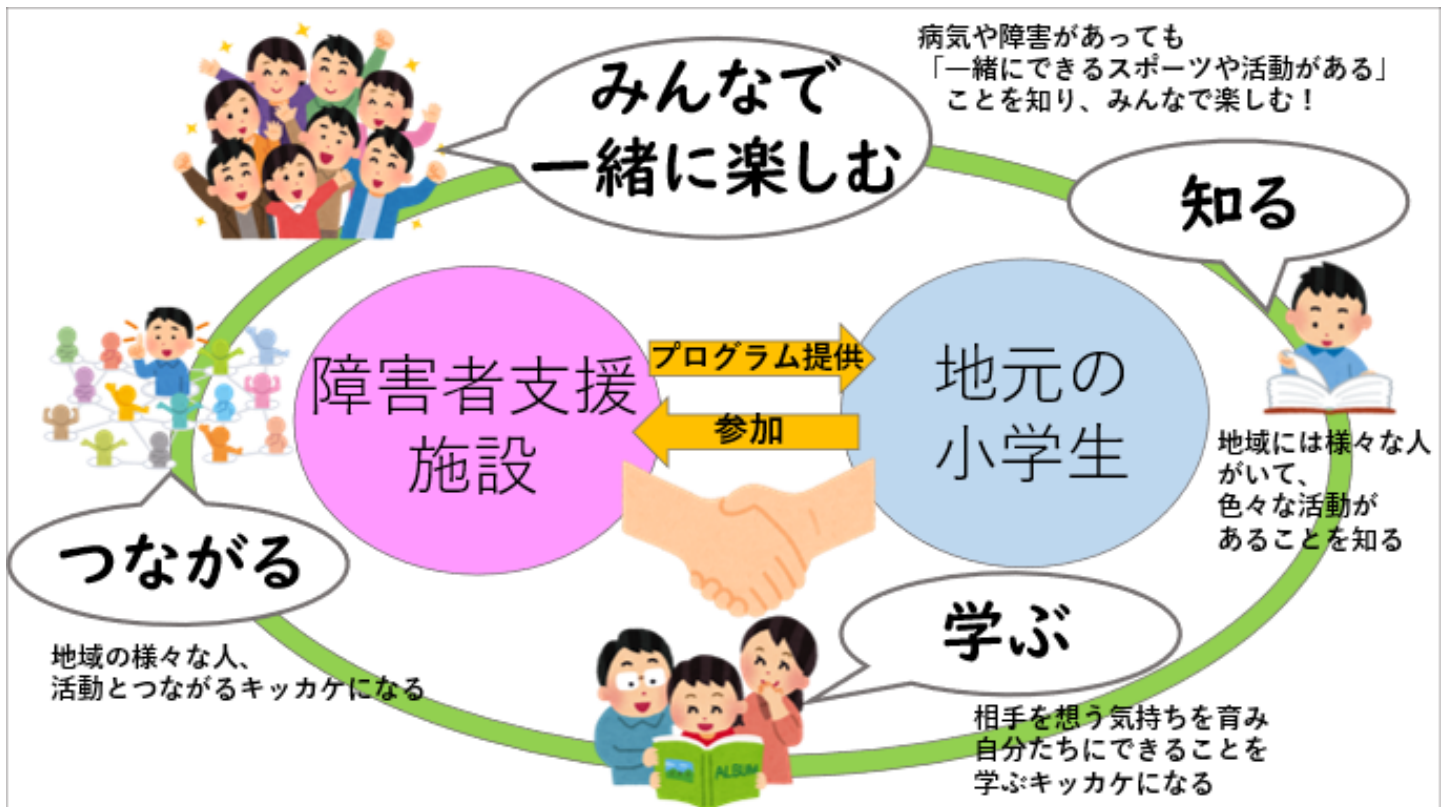 みんなで
一緒に楽しむ
病気や障害があっても
「一緒にできるスポーツや活動がある」
ことを知り、みんなで楽しむ！
知る
地域には様々な人
がいて、
色々な活動が
あることを知る
障害者支援
施設
プログラム提供
参加
地元の
小学生
つながる
地域の様々な人、
活動とつながるキッカケになる
学ぶ
相手を想う気持ちを育み
自分たちにできることを
学ぶキッカケになる
ALBUM